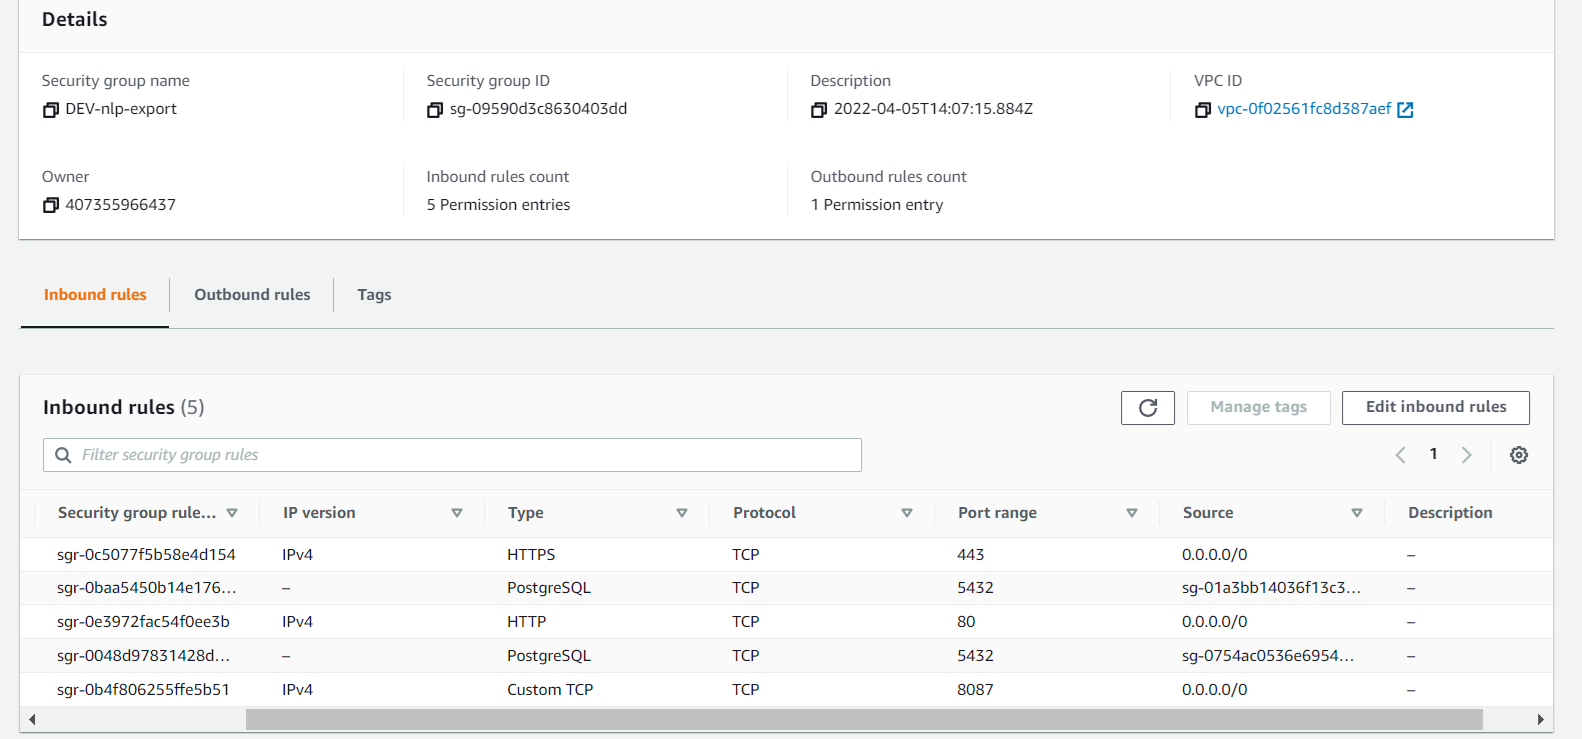 Details
Security group name Security group ID Description VPC ID
DEV-nlp-export sg-09590d3c8630403dd 2022-04-05T14:07:15.884Z vpc-0f02561fc8d387aef
Owner Inbound rules count Outbound rules count
407355966437 5 Permission entries 1 Permission entry
Inbound rules Outbound rules Tags
Inbound rules (5) Manage tags Edit inbound rules
Filter security group rules 1
Security group rule... IP version Type Protocol Port range Source Description
sgr-0c5077f5b58e4d154 IPv4 HTTPS TCP 443 0.0.0.0/0 –
sgr-0baa5450b14e176... – PostgreSQL TCP 5432 sg-01a3bb14036f13c3... –
sgr-0e3972fac54f0ee3b IPv4 HTTP TCP 80 0.0.0.0/0 –
sgr-0048d97831428d... – PostgreSQL TCP 5432 sg-0754ac0536e6954... –
sgr-0b4f806255ffe5b51 IPv4 Custom TCP TCP 8087 0.0.0.0/0 –